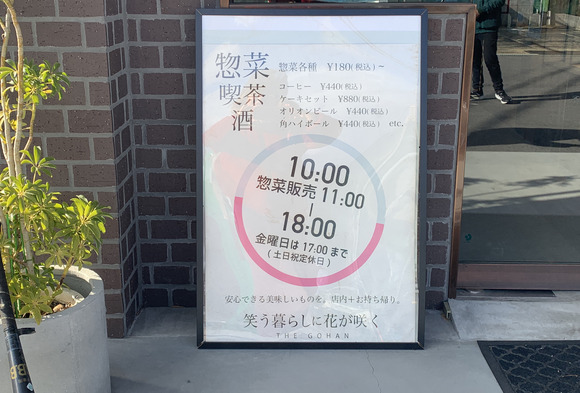 惣菜
喫茶
酒
惣菜各種 ¥180(税込)~
コーヒー ¥440(税込)
ケーキセット ¥880(税込)
オリオンビール ¥440(税込)
角ハイボール ¥440(税込) etc.
10:00
惣菜販売 11:00
|
18:00
金曜日は 17:00 まで
(土日祝定休日)
安心できる美味しいものを。店内+お持ち帰り。
笑う暮らしに花が咲く
THE GOHAN